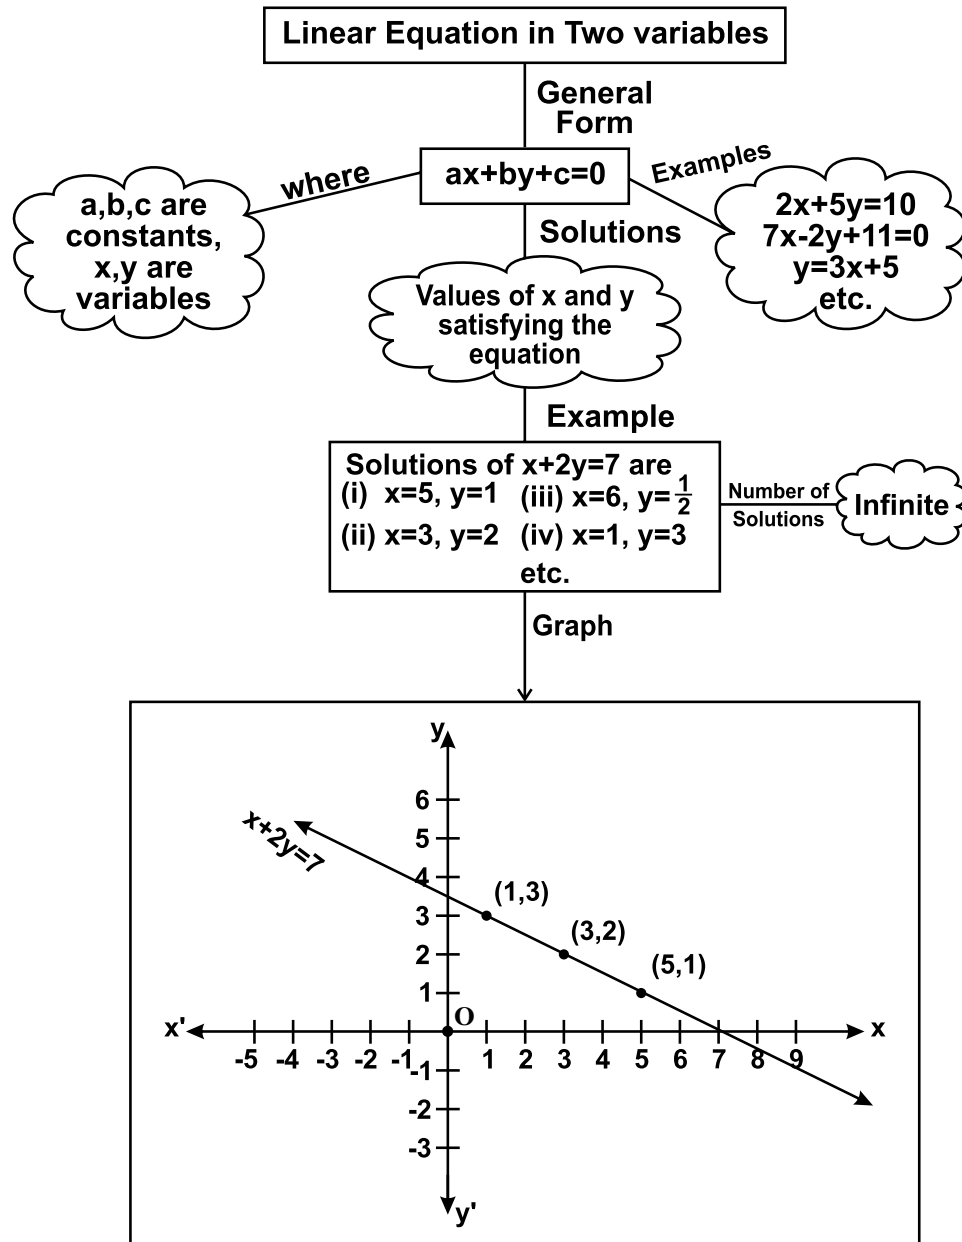 Linear Equation in Two variables
General
Form
ax+by+c=0
where
a,b,c are
constants,
x,y are
variables
Examples
2x+5y=10
7x-2y+11=0
y=3x+5
etc.
Solutions
Values of x and y
satisfying the
equation
Example
Solutions of x+2y=7 are
(i) x=5, y=1 (iii) x=6, y=1/2
(ii) x=3, y=2 (iv) x=1, y=3
etc.
Number of
Solutions
Infinite
Graph
y
6
5
4
3
2
1
x+2y=7
(1,3)
(3,2)
(5,1)
O
x'
x
-5 -4 -3 -2 -1 1 2 3 4 5 6 7 8 9
-1
-2
-3
y'